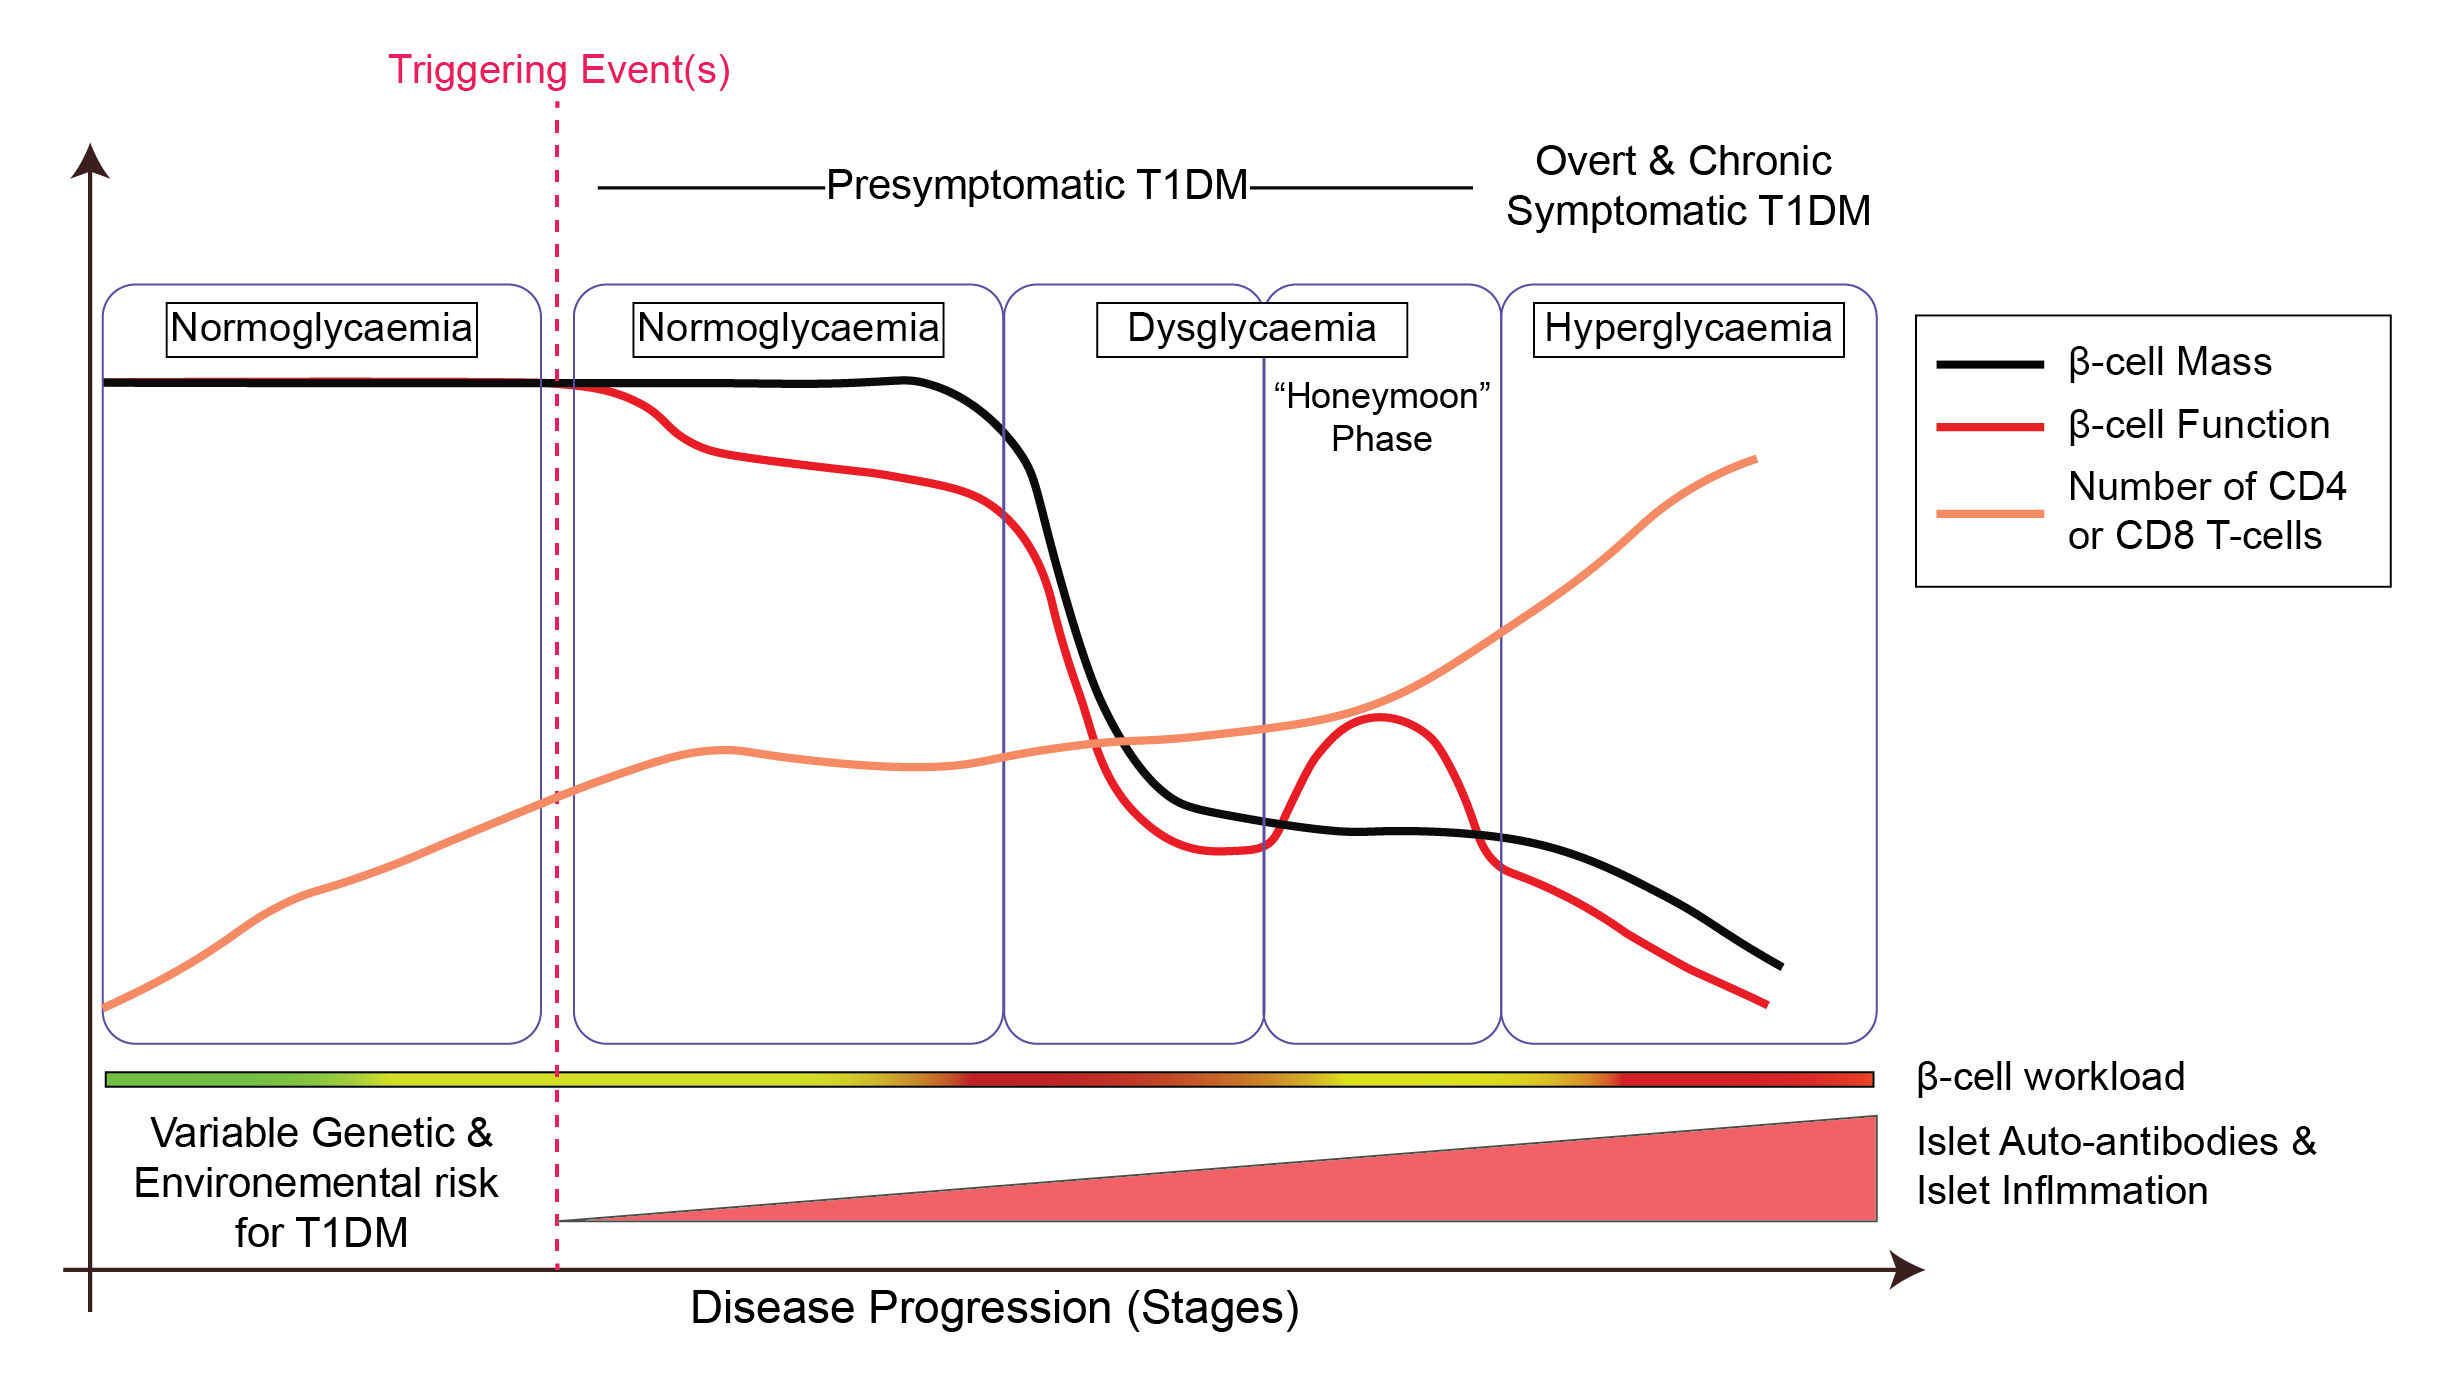 Triggering Event(s)
Presymptomatic T1DM
Overt & Chronic
Symptomatic T1DM
Normoglycaemia
Normoglycaemia
Dysglycaemia
Hyperglycaemia
“Honeymoon”
Phase
β-cell Mass
β-cell Function
Number of CD4
or CD8 T-cells
β-cell workload
Variable Genetic &
Environemental risk
for T1DM
Islet Auto-antibodies &
Islet Inflmmation
Disease Progression (Stages)